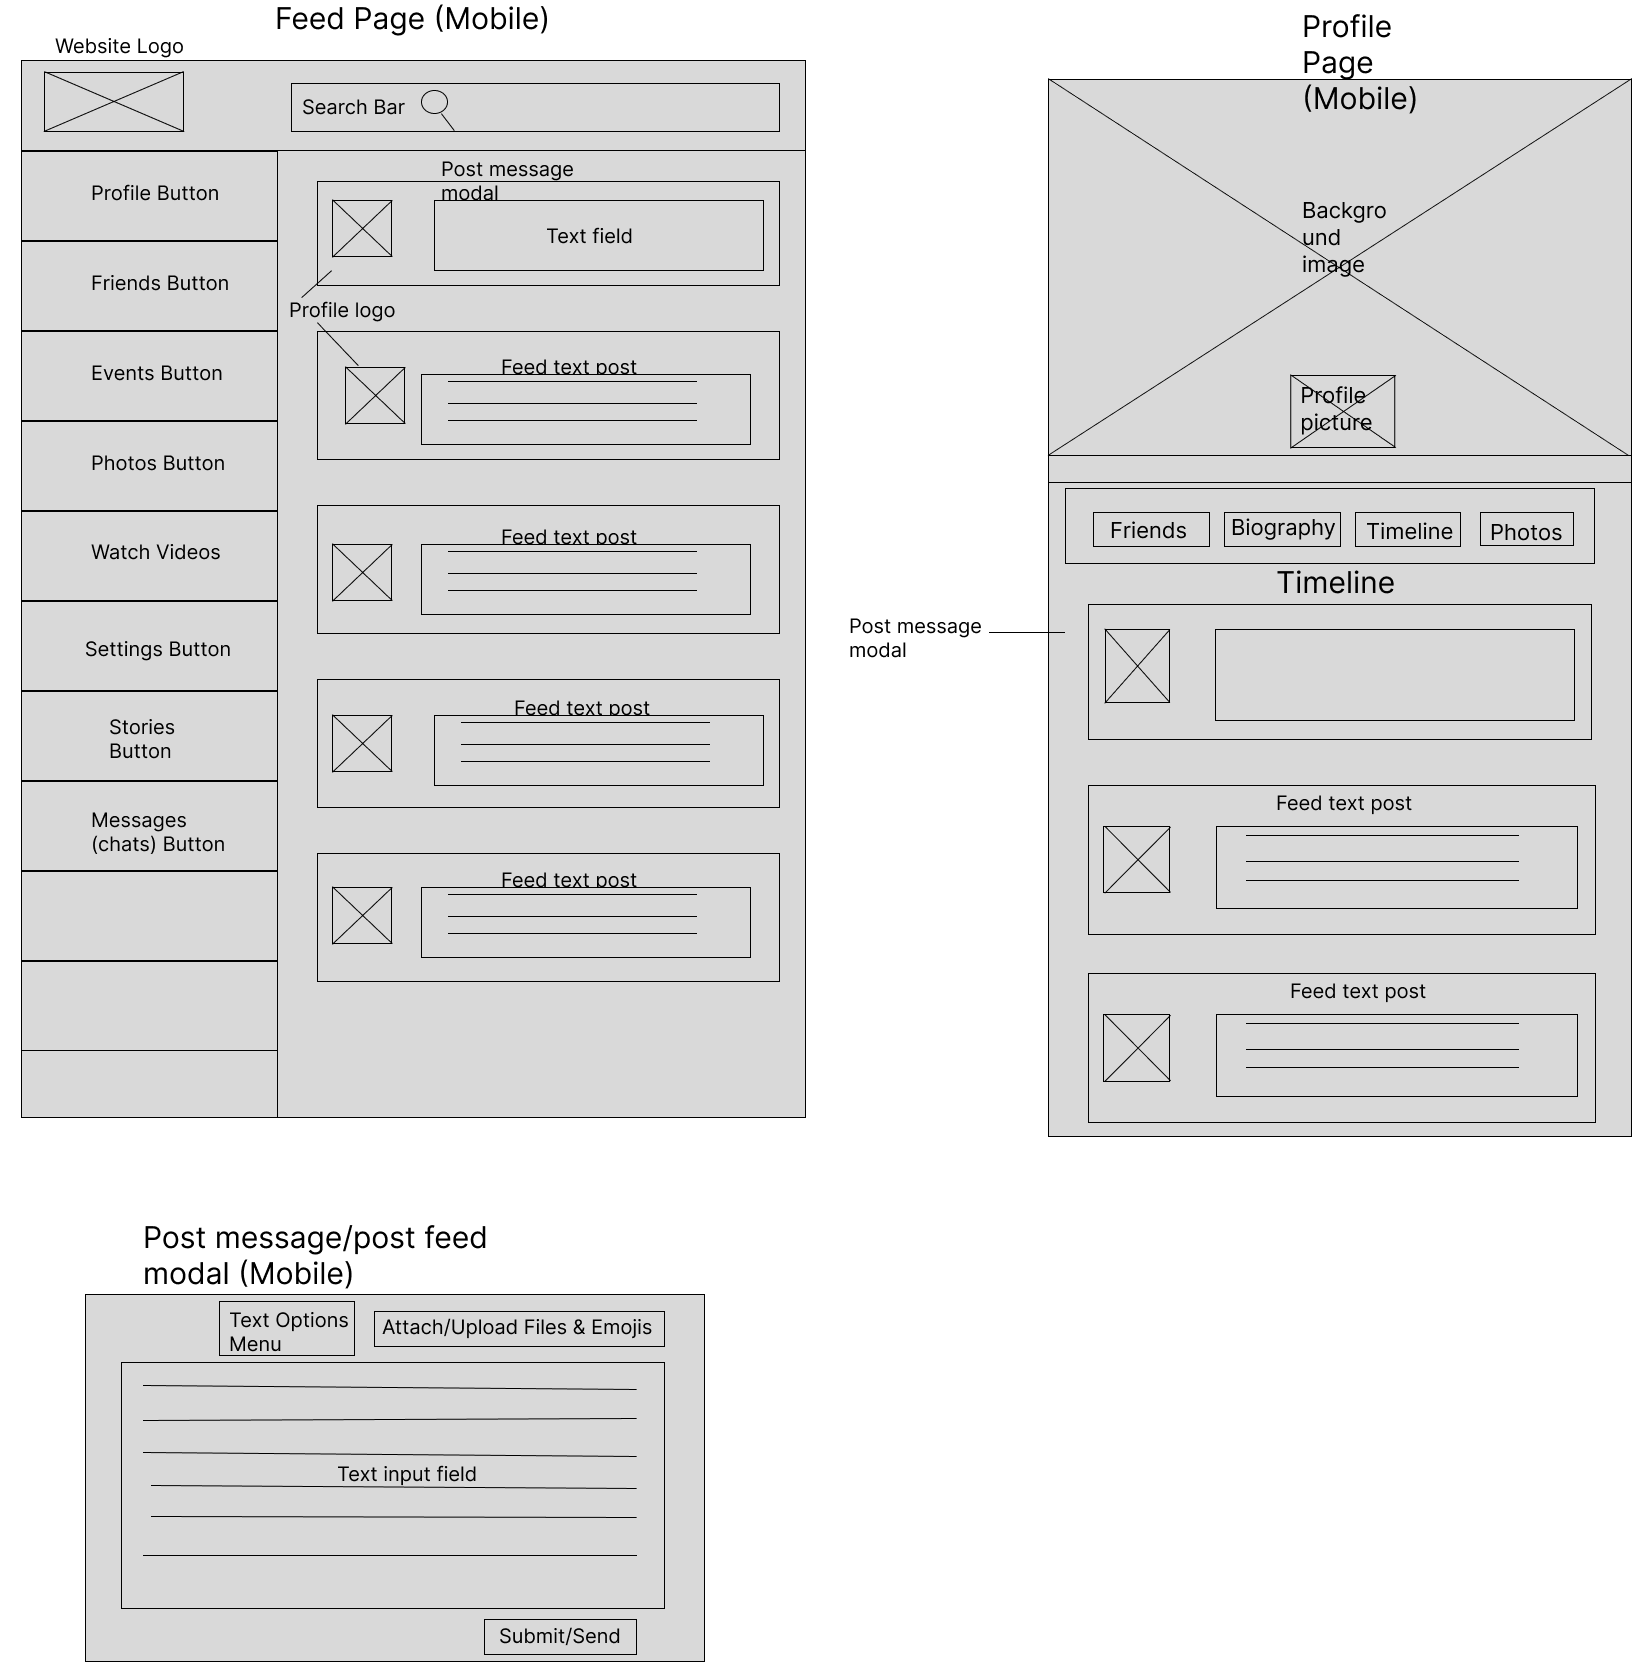 Feed Page (Mobile)
Website Logo
Search Bar
Profile Button
Friends Button
Events Button
Photos Button
Watch Videos
Settings Button
Stories
Button
Messages
(chats) Button
Post message
modal
Text field
Profile logo
Feed text post
Feed text post
Feed text post
Feed text post
Profile
Page
(Mobile)
Backgro
und
image
Profile
picture
Friends
Biography
Timeline
Photos
Timeline
Post message
modal
Feed text post
Feed text post
Post message/post feed
modal (Mobile)
Text Options
Menu
Attach/Upload Files & Emojis
Text input field
Submit/Send